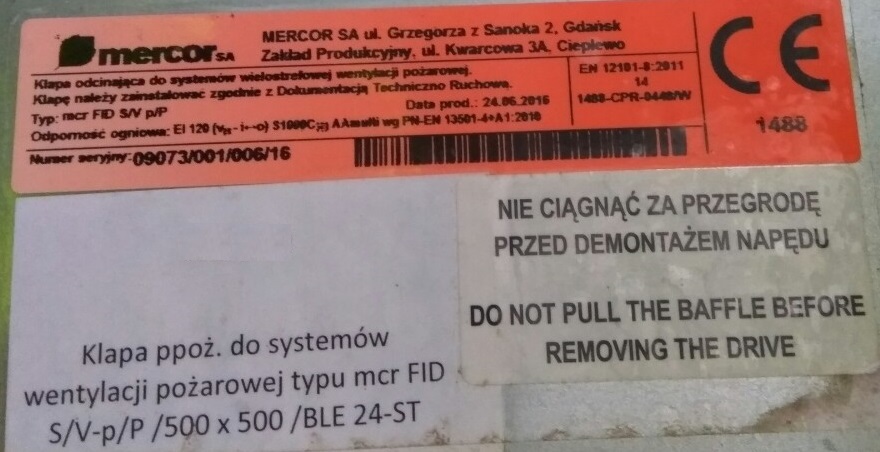 mercor SA
MERCOR SA ul. Grzegorza z Sanoka 2, Gdańsk
Zakład Produkcyjny, ul. Kwarcowa 3A, Cieplewo
Klapa odcinająca do systemów wielostrefowej wentylacji pożarowej.
Klapę należy zainstalować zgodnie z Dokumentacją Techniczno Ruchową.
Typ: mcr FID S/V p/P
Data prod.: 24.06.2016
Odporność ogniowa: EI 120 (vₑ - i↔o) S1000C AAmulti wg PN-EN 13501-4+A1:2010
Numer seryjny: 09073/001/006/16
EN 12101-8:2011
14
1488-CPR-0448/W
CE
1488
Klapa ppoż. do systemów
wentylacji pożarowej typu mcr FID
S/V-p/P /500 x 500 /BLE 24-ST
NIE CIĄGNĄĆ ZA PRZEGRODĘ
PRZED DEMONTAŻEM NAPĘDU
DO NOT PULL THE BAFFLE BEFORE
REMOVING THE DRIVE